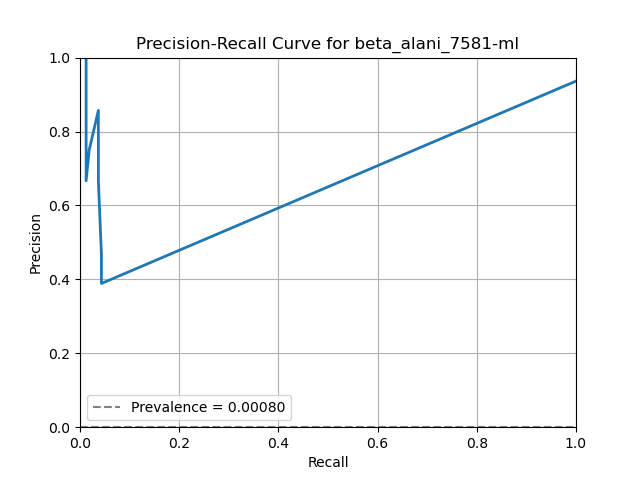 Precision-Recall Curve for beta_alani_7581-ml
1.0
0.8
0.6
0.4
0.2
0.0
Precision
Prevalence = 0.00080
0.0 0.2 0.4 0.6 0.8 1.0
Recall